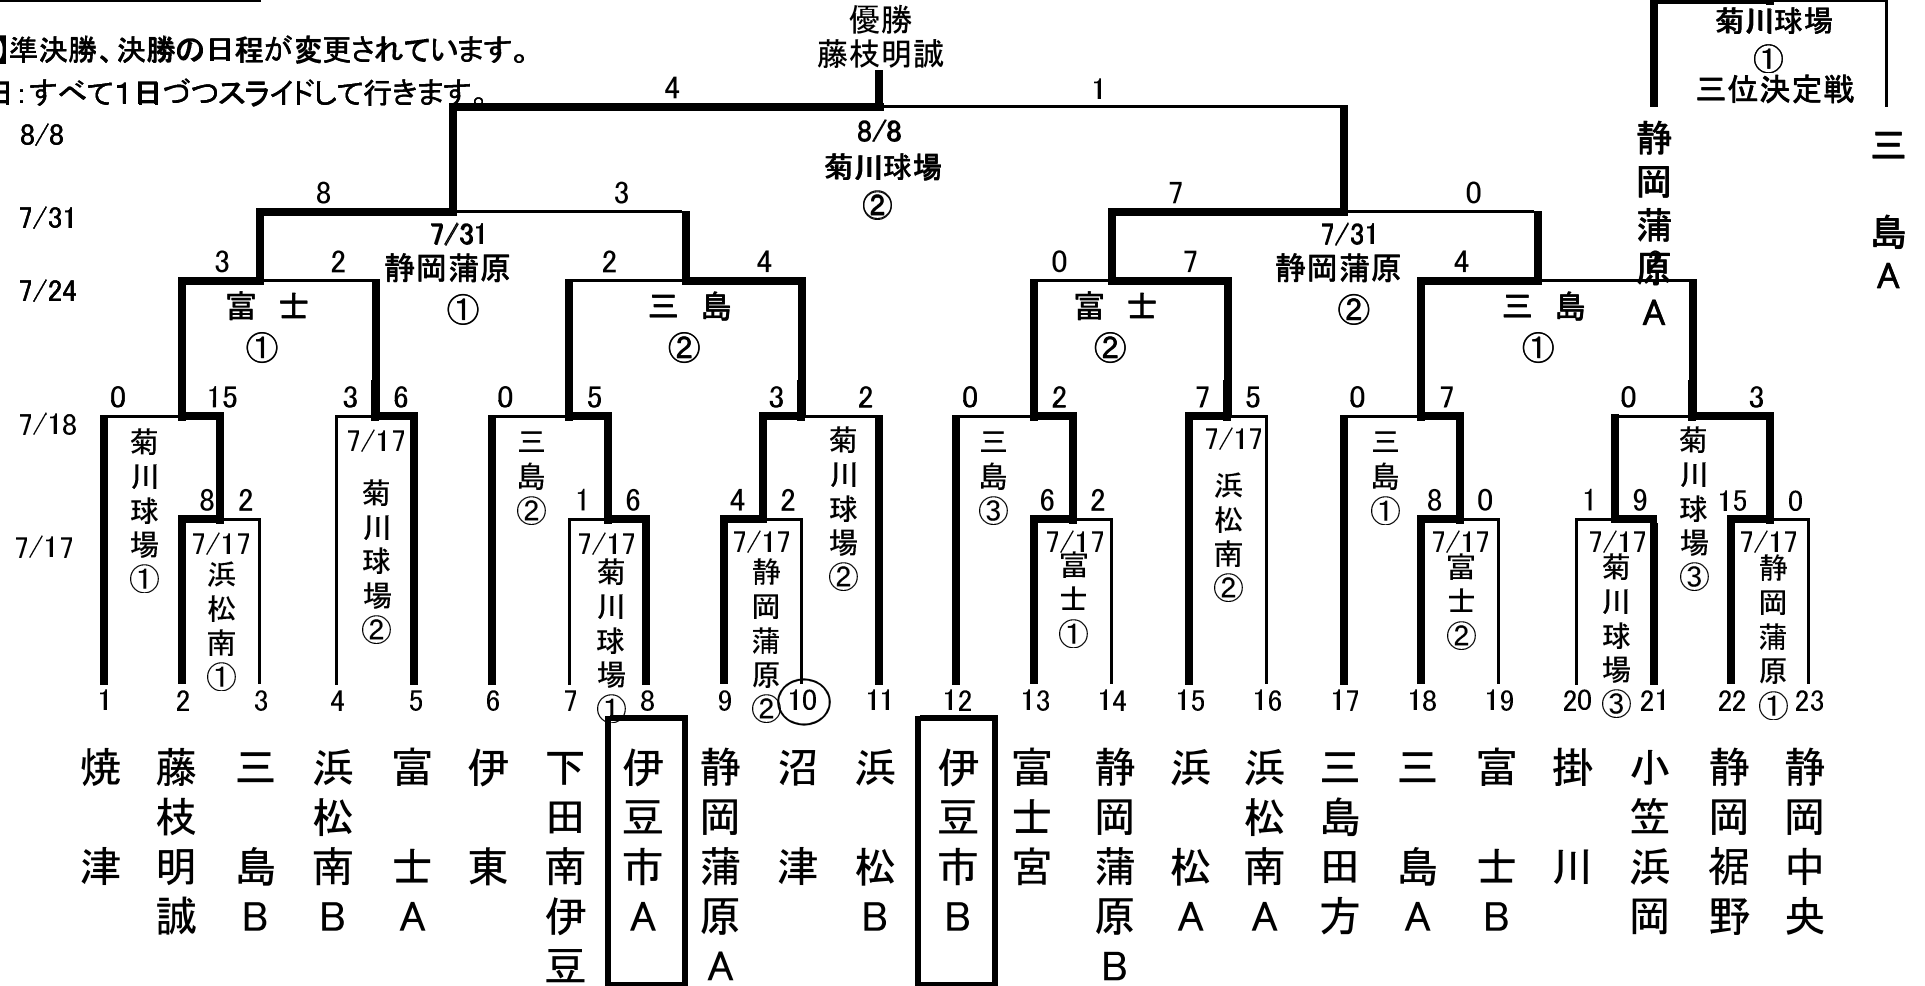 優勝
藤枝明誠
】準決勝、決勝の日程が変更されています。
日：すべて１日づつスライドして行きます。
菊川球場
①
三位決定戦
静岡蒲原A
三島A
4
1
8/8
8/8
菊川球場
②
8
3
7
0
7/31
7/31
静岡蒲原
①
7/31
静岡蒲原
②
3
2
2
4
0
7
4
7/24
富士
①
三島
②
富士
②
三島
①
0
15
3
6
0
5
3
2
0
2
7
5
0
7
0
3
7/18
菊川球場①
7/17
菊川球場②
三島②
菊川球場②
三島③
7/17
浜松南②
三島①
菊川球場③
8
2
1
6
4
2
6
2
8
0
1
9
15
0
7/17
7/17
浜松南①
7/17
菊川球場①
7/17
静岡蒲原②
7/17
富士①
7/17
富士②
7/17
菊川球場③
7/17
静岡蒲原①
1
2
3
4
5
6
7
8
9
10
11
12
13
14
15
16
17
18
19
20
21
22
23
焼津
藤枝明誠
三島B
浜松南B
富士A
伊東
下田南伊豆
伊豆市A
静岡蒲原A
沼津
浜松B
伊豆市B
富士宮
静岡蒲原B
浜松A
浜松南A
三島田方
三島A
富士B
掛川
小笠浜岡
静岡裾野
静岡中央